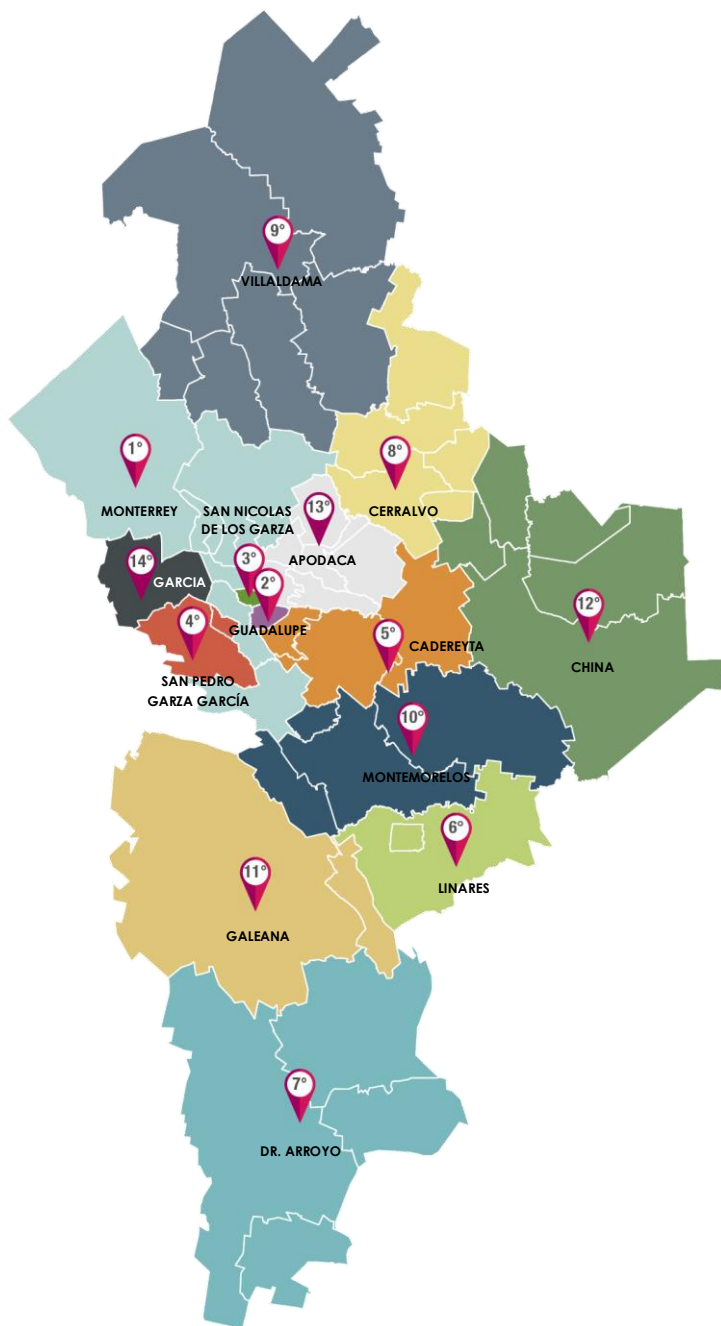 9°
VILLALDAMA
1°
MONTERREY
8°
CERRALVO
SAN NICOLAS
DE LOS GARZA
13°
APODACA
14°
GARCIA
3°
2°
GUADALUPE
4°
SAN PEDRO
GARZA GARCÍA
5°
CADEREYTA
12°
CHINA
10°
MONTEMORELOS
6°
LINARES
11°
GALEANA
7°
DR. ARROYO